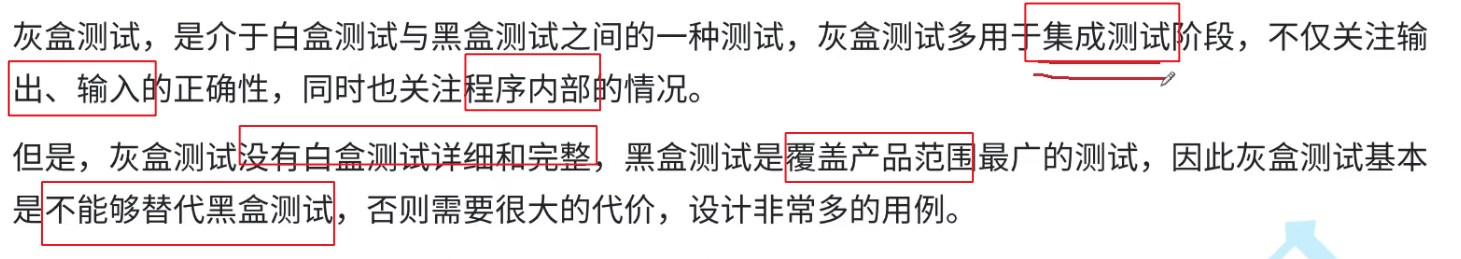 灰盒测试，是介于白盒测试与黑盒测试之间的一种测试，灰盒测试多用于集成测试阶段，不仅关注输
出、输入的正确性，同时也关注程序内部的情况。
但是，灰盒测试没有白盒测试详细和完整，黑盒测试是覆盖产品范围最广的测试，因此灰盒测试基本
是不能够替代黑盒测试，否则需要很大的代价，设计非常多的用例。